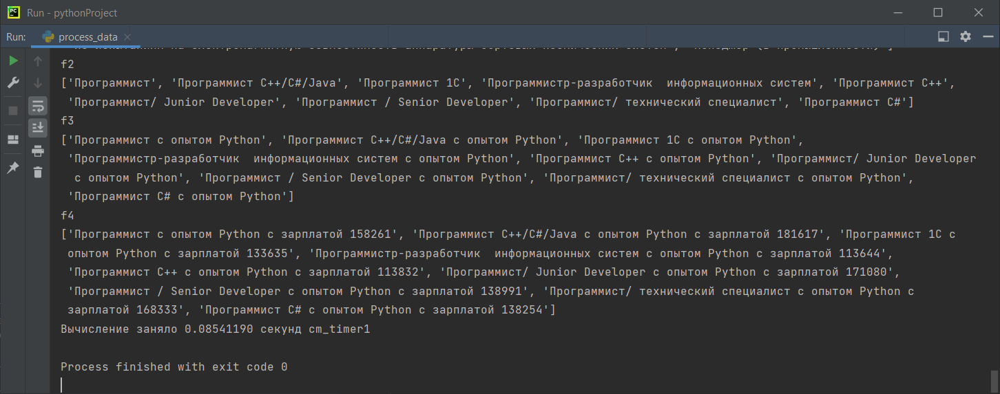 Run - pythonProject
Run: process_data
f2
['Программист', 'Программист C++/C#/Java', 'Программист 1С', 'Программистр-разработчик  информационных систем', 'Программист C++',
'Программист/ Junior Developer', 'Программист / Senior Developer', 'Программист/ технический специалист', 'Программист C#']
f3
['Программист с опытом Python', 'Программист C++/C#/Java с опытом Python', 'Программист 1С с опытом Python',
'Программистр-разработчик  информационных систем с опытом Python', 'Программист C++ с опытом Python', 'Программист/ Junior Developer
с опытом Python', 'Программист / Senior Developer с опытом Python', 'Программист/ технический специалист с опытом Python',
'Программист C# с опытом Python']
f4
['Программист с опытом Python с зарплатой 158261', 'Программист C++/C#/Java с опытом Python с зарплатой 181617', 'Программист 1С с
опытом Python с зарплатой 133635', 'Программистр-разработчик  информационных систем с опытом Python с зарплатой 113644',
'Программист C++ с опытом Python с зарплатой 113832', 'Программист/ Junior Developer с опытом Python с зарплатой 171080',
'Программист / Senior Developer с опытом Python с зарплатой 138991', 'Программист/ технический специалист с опытом Python с
зарплатой 168333', 'Программист C# с опытом Python с зарплатой 138254']
Вычисление заняло 0.08541190 секунд cm_timer1
Process finished with exit code 0